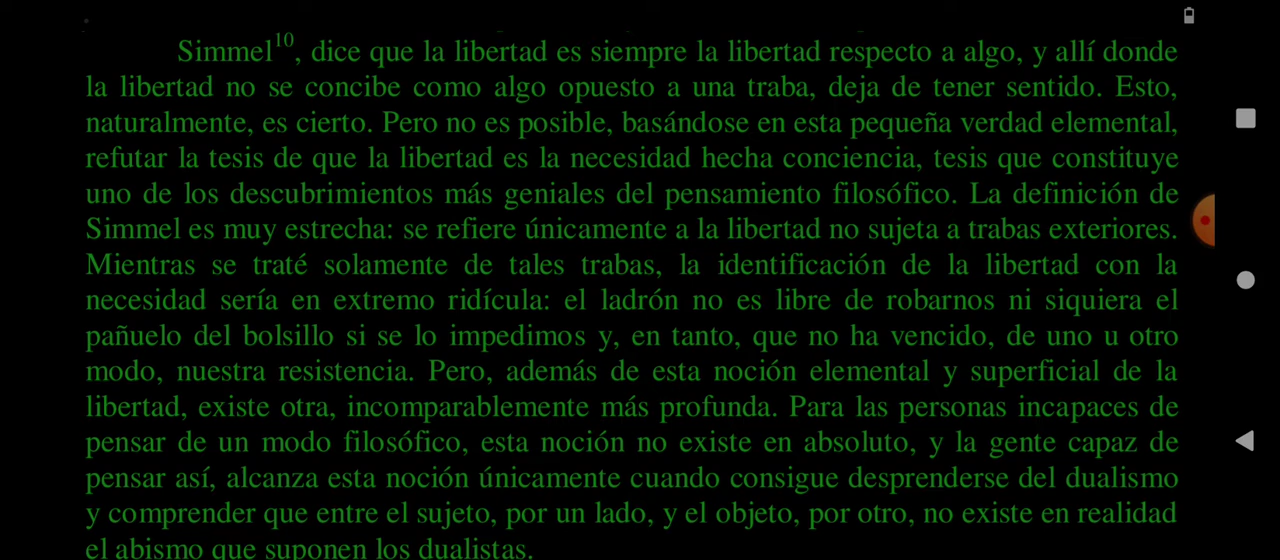 Simmel10, dice que la libertad es siempre la libertad respecto a algo, y allí donde
la libertad no se concibe como algo opuesto a una traba, deja de tener sentido. Esto,
naturalmente, es cierto. Pero no es posible, basándose en esta pequeña verdad elemental,
refutar la tesis de que la libertad es la necesidad hecha conciencia, tesis que constituye
uno de los descubrimientos más geniales del pensamiento filosófico. La definición de
Simmel es muy estrecha: se refiere únicamente a la libertad no sujeta a trabas exteriores.
Mientras se traté solamente de tales trabas, la identificación de la libertad con la
necesidad sería en extremo ridícula: el ladrón no es libre de robarnos ni siquiera el
pañuelo del bolsillo si se lo impedimos y, en tanto, que no ha vencido, de uno u otro
modo, nuestra resistencia. Pero, además de esta noción elemental y superficial de la
libertad, existe otra, incomparablemente más profunda. Para las personas incapaces de
pensar de un modo filosófico, esta noción no existe en absoluto, y la gente capaz de
pensar así, alcanza esta noción únicamente cuando consigue desprenderse del dualismo
y comprender que entre el sujeto, por un lado, y el objeto, por otro, no existe en realidad
el abismo que suponen los dualistas.